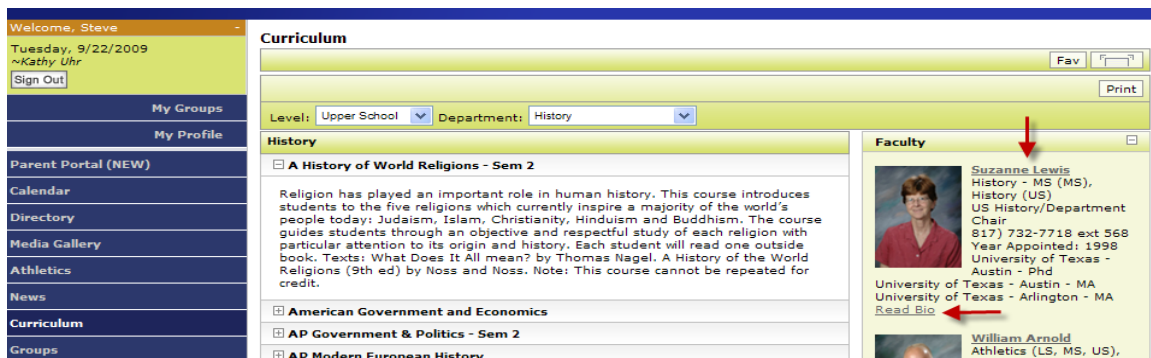 Welcome, Steve -
Tuesday, 9/22/2009
~Kathy Uhr
Sign Out
My Groups
My Profile
Parent Portal (NEW)
Calendar
Directory
Media Gallery
Athletics
News
Curriculum
Groups
Curriculum
Fav
Print
Level: Upper School Department: History
History
A History of World Religions - Sem 2
Religion has played an important role in human history. This course introduces
students to the five religions which currently inspire a majority of the world's
people today: Judaism, Islam, Christianity, Hinduism and Buddhism. The course
guides students through an objective and respectful study of each religion with
particular attention to its origin and history. Each student will read one outside
book. Texts: What Does It All mean? by Thomas Nagel. A History of the World
Religions (9th ed) by Noss and Noss. Note: This course cannot be repeated for
credit.
American Government and Economics
AP Government & Politics - Sem 2
AP Modern European History
Faculty
Suzanne Lewis
History - MS (MS),
History (US)
US History/Department
Chair
817) 732-7718 ext 568
Year Appointed: 1998
University of Texas -
Austin - Phd
University of Texas - Austin - MA
University of Texas - Arlington - MA
Read Bio
William Arnold
Athletics (LS, MS, US),